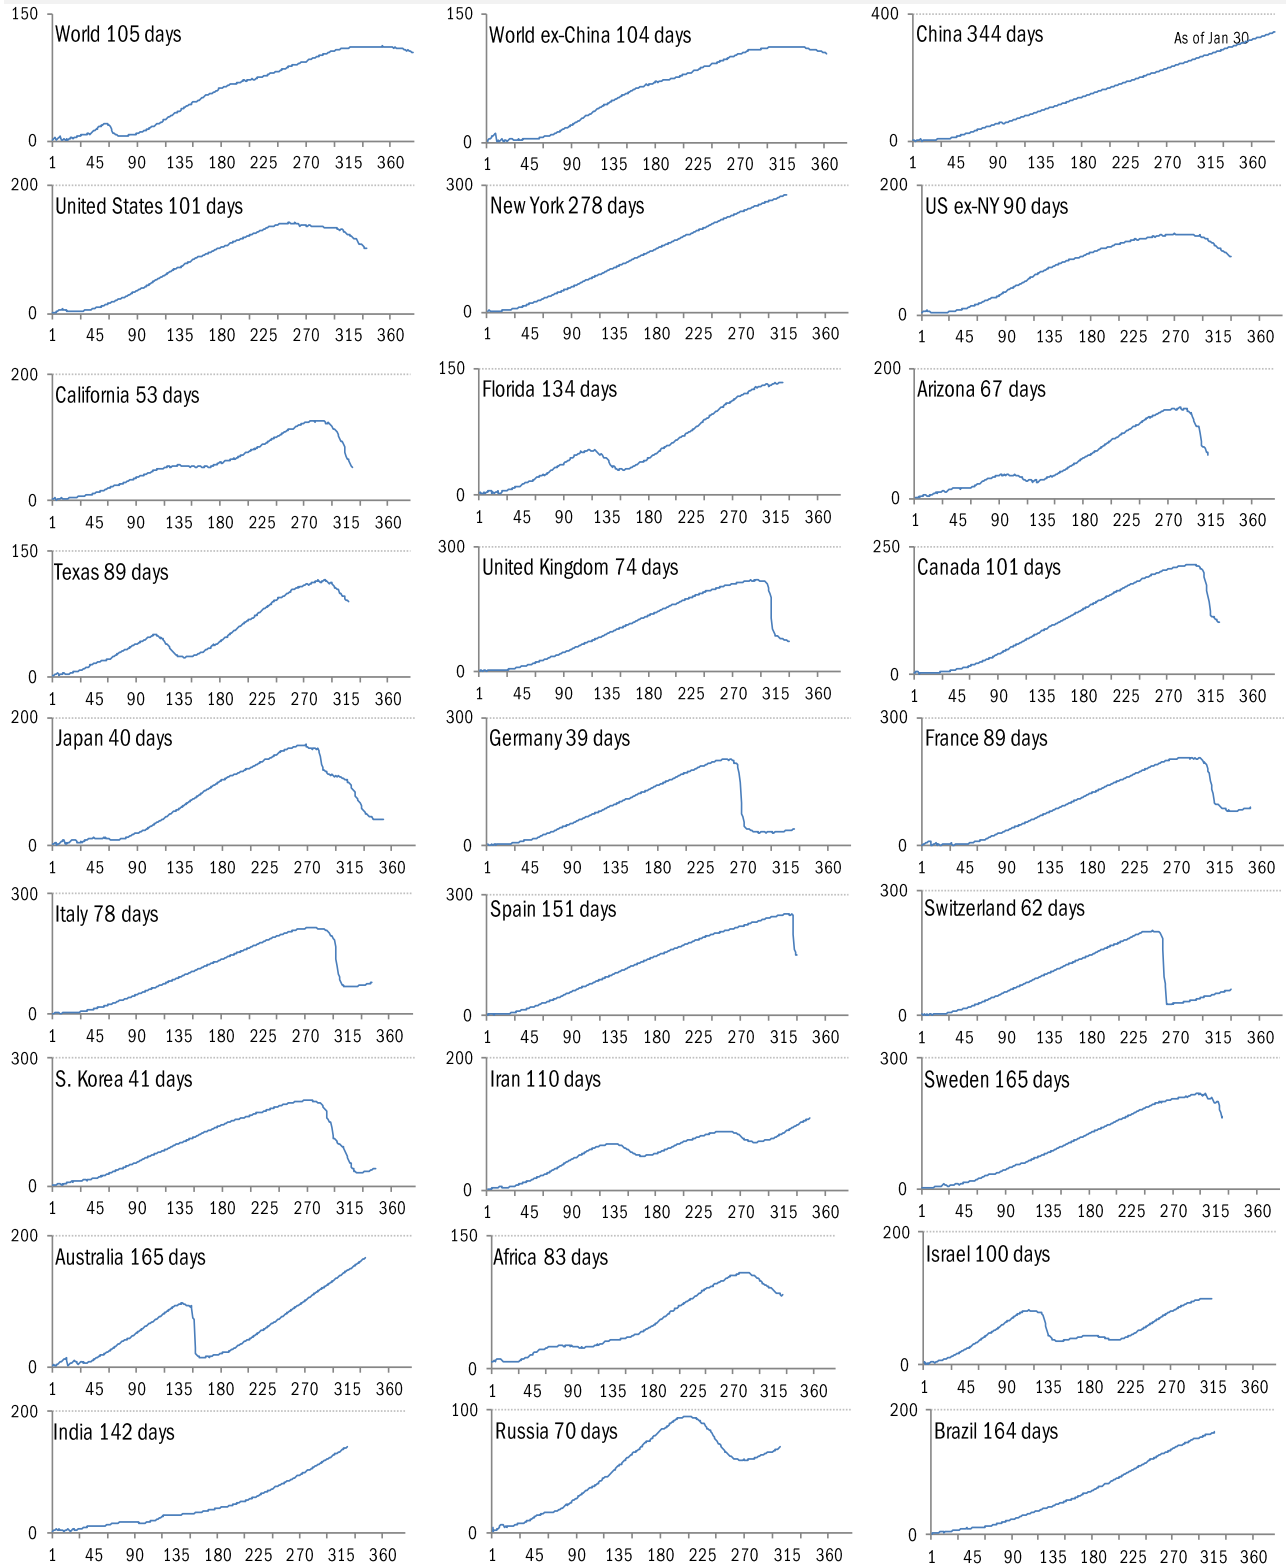 150
World 105 days
0
1 45 90 135 180 225 270 315 360
150
World ex-China 104 days
0
1 45 90 135 180 225 270 315 360
400
China 344 days
As of Jan 30
0
1 45 90 135 180 225 270 315 360
200
United States 101 days
0
1 45 90 135 180 225 270 315 360
300
New York 278 days
0
1 45 90 135 180 225 270 315 360
200
US ex-NY 90 days
0
1 45 90 135 180 225 270 315 360
200
California 53 days
0
1 45 90 135 180 225 270 315 360
150
Florida 134 days
0
1 45 90 135 180 225 270 315 360
200
Arizona 67 days
0
1 45 90 135 180 225 270 315 360
150
Texas 89 days
0
1 45 90 135 180 225 270 315 360
300
United Kingdom 74 days
0
1 45 90 135 180 225 270 315 360
250
Canada 101 days
0
1 45 90 135 180 225 270 315 360
200
Japan 40 days
0
1 45 90 135 180 225 270 315 360
300
Germany 39 days
0
1 45 90 135 180 225 270 315 360
300
France 89 days
0
1 45 90 135 180 225 270 315 360
300
Italy 78 days
0
1 45 90 135 180 225 270 315 360
300
Spain 151 days
0
1 45 90 135 180 225 270 315 360
300
Switzerland 62 days
0
1 45 90 135 180 225 270 315 360
300
S. Korea 41 days
0
1 45 90 135 180 225 270 315 360
200
Iran 110 days
0
1 45 90 135 180 225 270 315 360
300
Sweden 165 days
0
1 45 90 135 180 225 270 315 360
200
Australia 165 days
0
1 45 90 135 180 225 270 315 360
150
Africa 83 days
0
1 45 90 135 180 225 270 315 360
200
Israel 100 days
0
1 45 90 135 180 225 270 315 360
200
India 142 days
0
1 45 90 135 180 225 270 315 360
100
Russia 70 days
0
1 45 90 135 180 225 270 315 360
200
Brazil 164 days
0
1 45 90 135 180 225 270 315 360